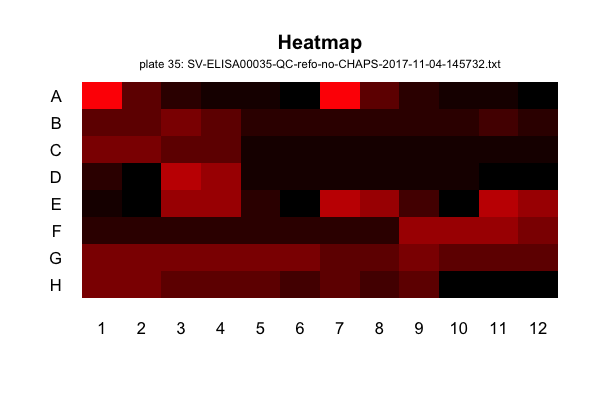 Heatmap
plate 35: SV-ELISA00035-QC-refo-no-CHAPS-2017-11-04-145732.txt
A
B
C
D
E
F
G
H
1 2 3 4 5 6 7 8 9 10 11 12